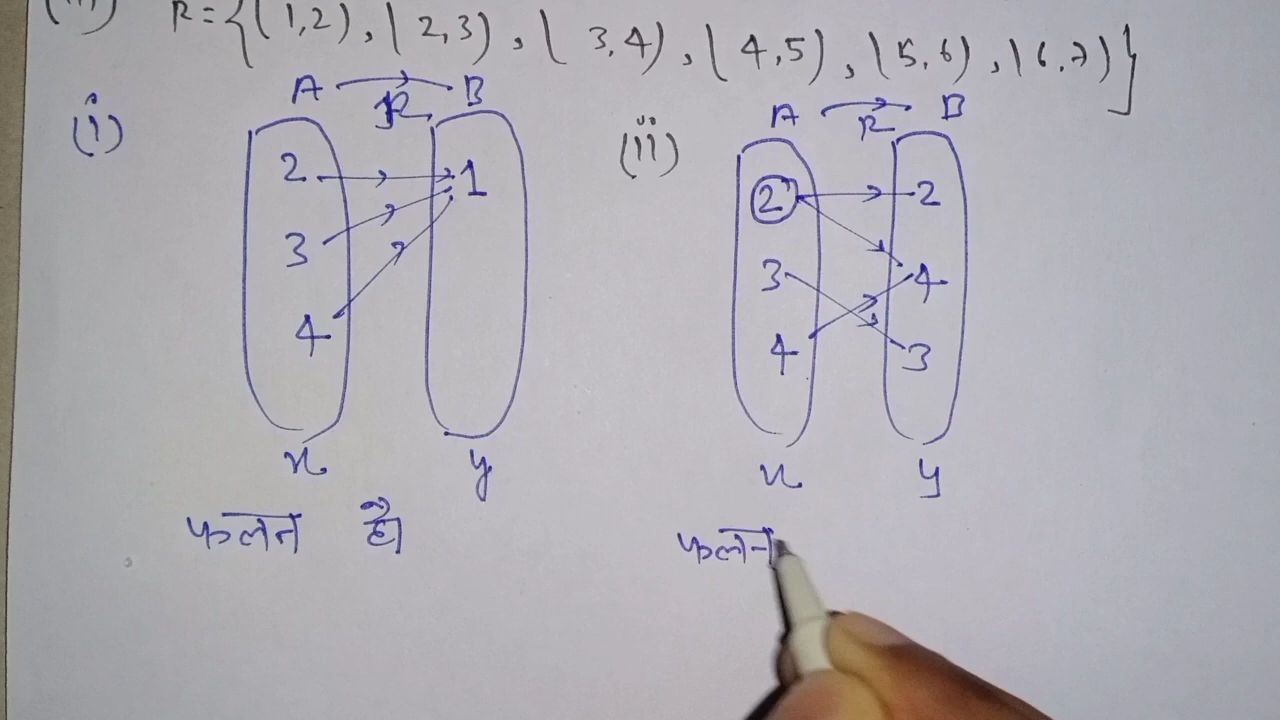 (iii) R = {(1,2), (2,3), (3,4), (4,5), (5,6), (6,7)}
(i) A → B
R
2 1
3
4
x y
फलन है।
(ii) A → B
R
2 2
3 4
4 3
x y
फलन